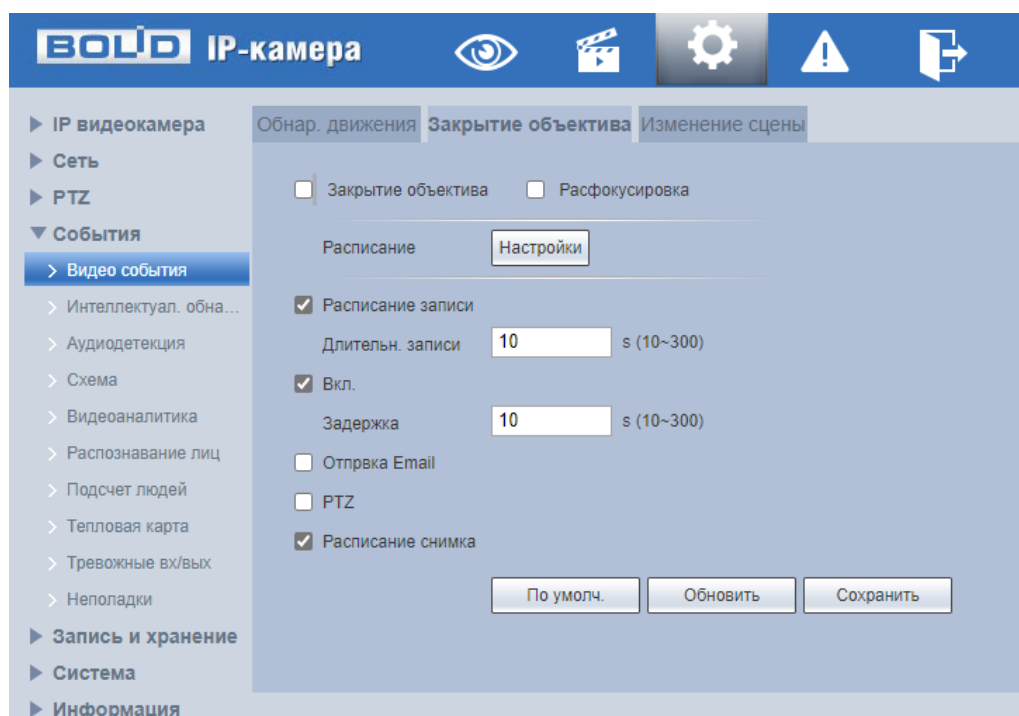 BOLID IP-камера
IP видеокамера
Сеть
PTZ
События
Видео события
Интеллектуал. обна...
Аудиодетекция
Схема
Видеоаналитика
Распознавание лиц
Подсчет людей
Тепловая карта
Тревожные вх/вых
Неполадки
Запись и хранение
Система
Информация
Обнар. движения Закрытие объектива Изменение сцены
Закрытие объектива Расфокусировка
Расписание Настройки
Расписание записи
Длительн. записи 10 s (10~300)
Вкл.
Задержка 10 s (10~300)
Отпрвка Email
PTZ
Расписание снимка
По умолч. Обновить Сохранить